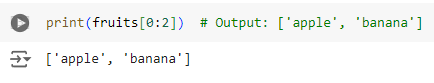 print(fruits[0:2])  # Output: ['apple', 'banana']
['apple', 'banana']